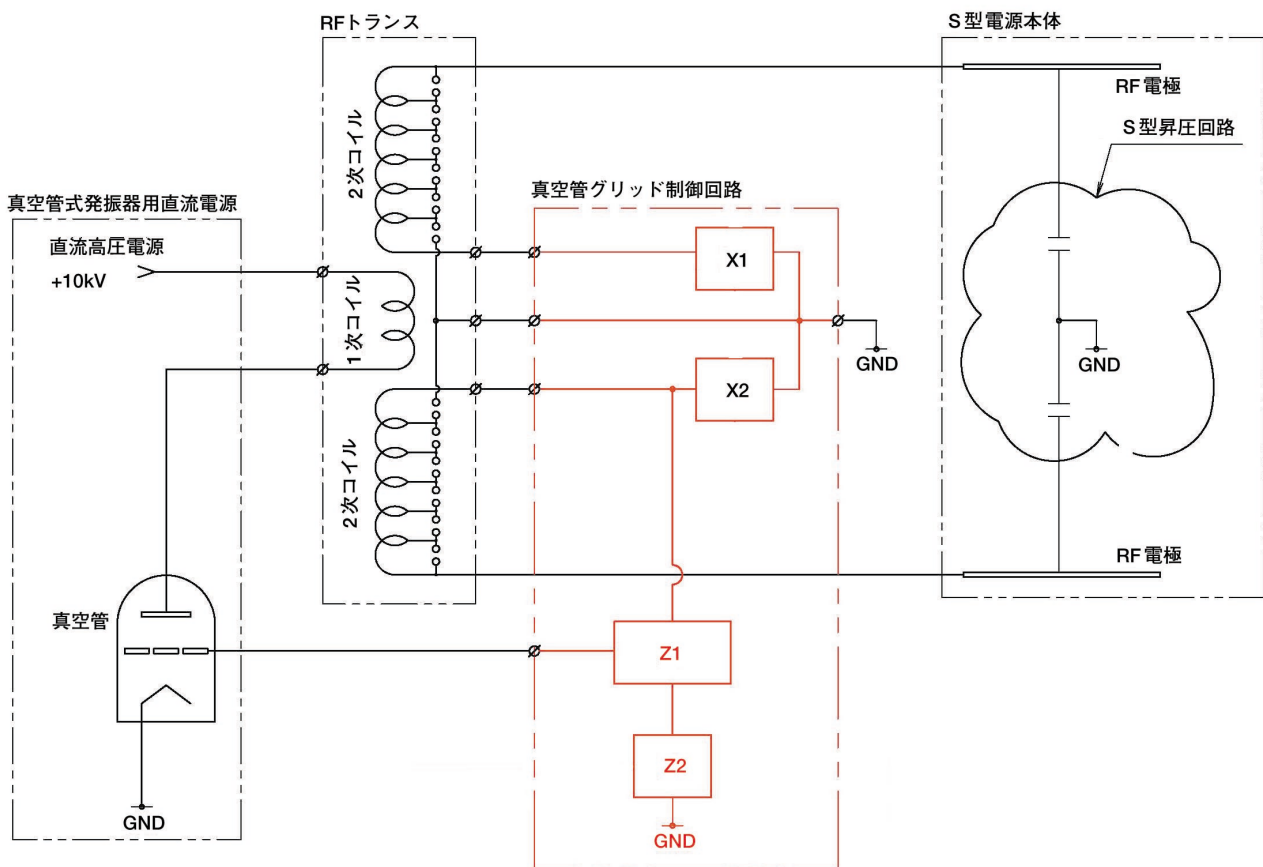 RFトランス
S型電源本体
RF電極
S型昇圧回路
2次コイル
真空管グリッド制御回路
真空管式発振器用直流電源
直流高圧電源
+10kV
X1
1次コイル
GND
GND
X2
2次コイル
RF電極
真空管
Z1
Z2
GND
GND